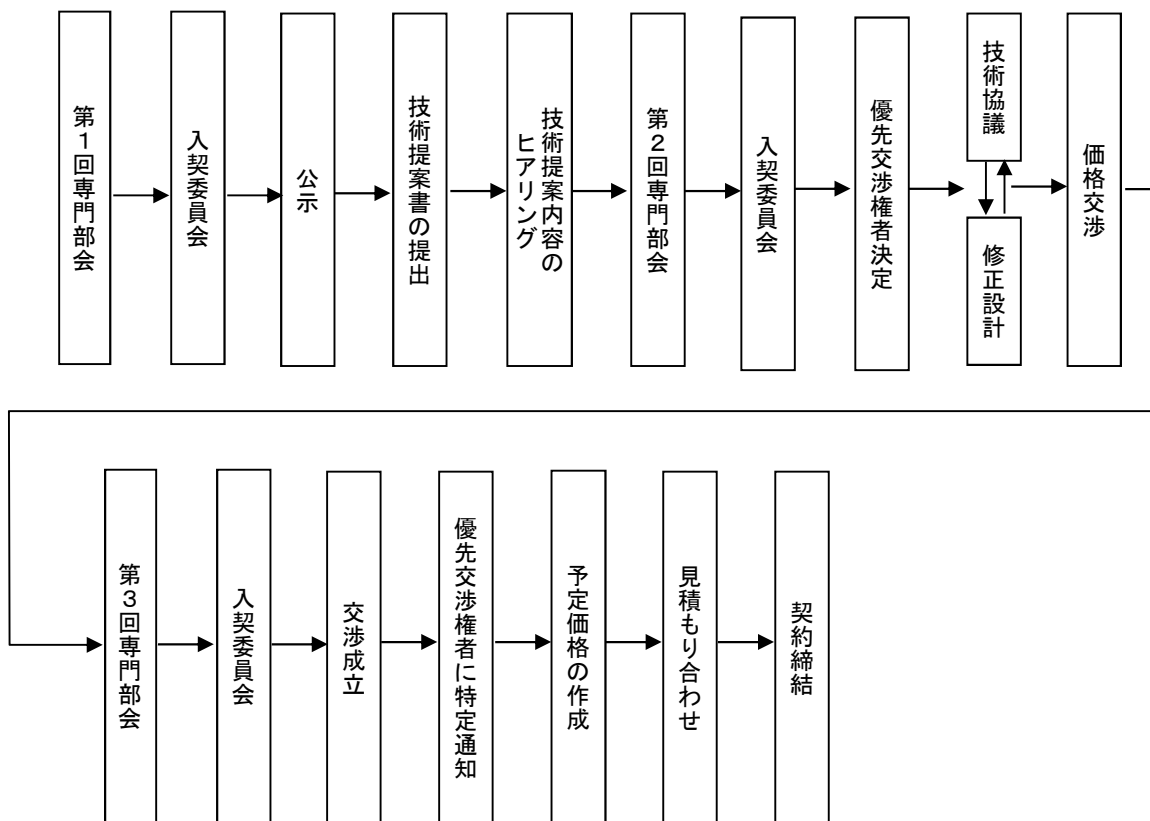 第１回専門部会
入契委員会
公示
技術提案書の提出
技術提案内容の
ヒアリング
第２回専門部会
入契委員会
優先交渉権者決定
技術協議
修正設計
価格交渉
第３回専門部会
入契委員会
交渉成立
優先交渉権者に特定通知
予定価格の作成
見積もり合わせ
契約締結